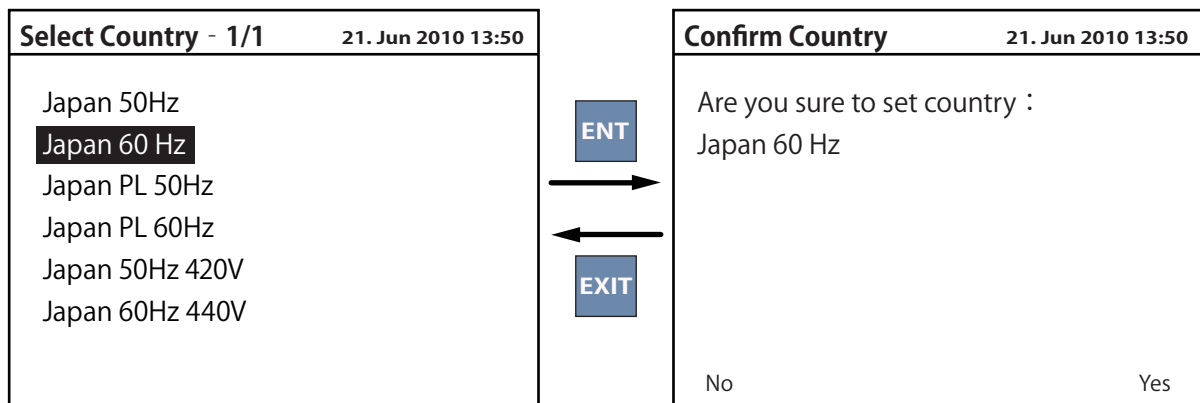 Select Country - 1/1 21. Jun 2010 13:50
Japan 50Hz
Japan 60 Hz
Japan PL 50Hz
Japan PL 60Hz
Japan 50Hz 420V
Japan 60Hz 440V
ENT
EXIT
Confirm Country 21. Jun 2010 13:50
Are you sure to set country：
Japan 60 Hz
No Yes